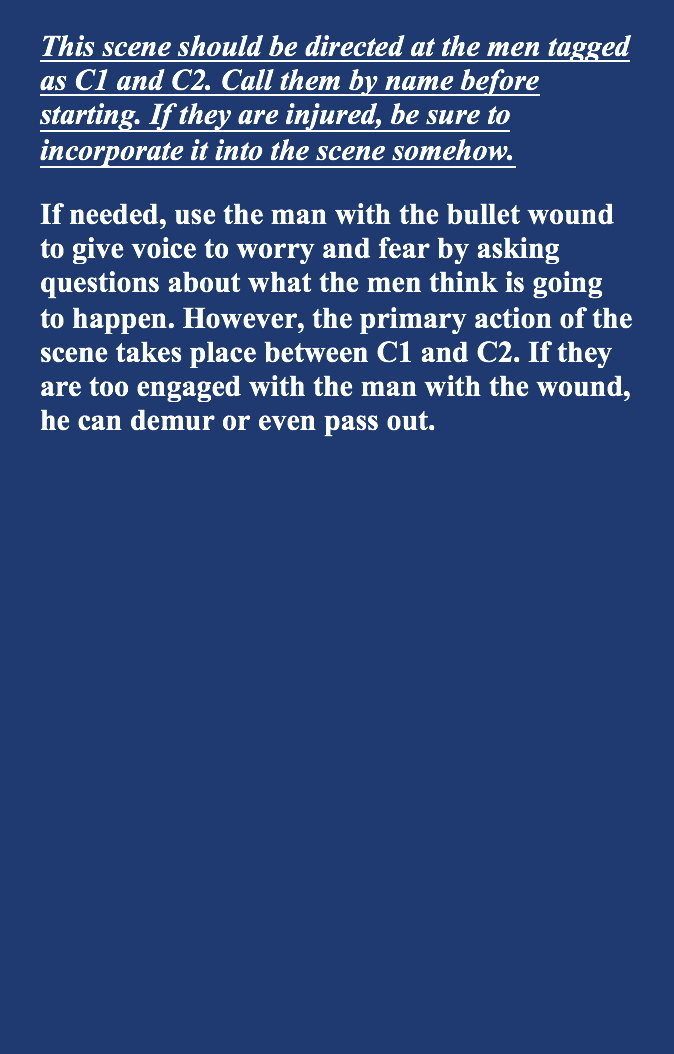 This scene should be directed at the men tagged
as C1 and C2. Call them by name before
starting. If they are injured, be sure to
incorporate it into the scene somehow.
If needed, use the man with the bullet wound
to give voice to worry and fear by asking
questions about what the men think is going
to happen. However, the primary action of the
scene takes place between C1 and C2. If they
are too engaged with the man with the wound,
he can demur or even pass out.